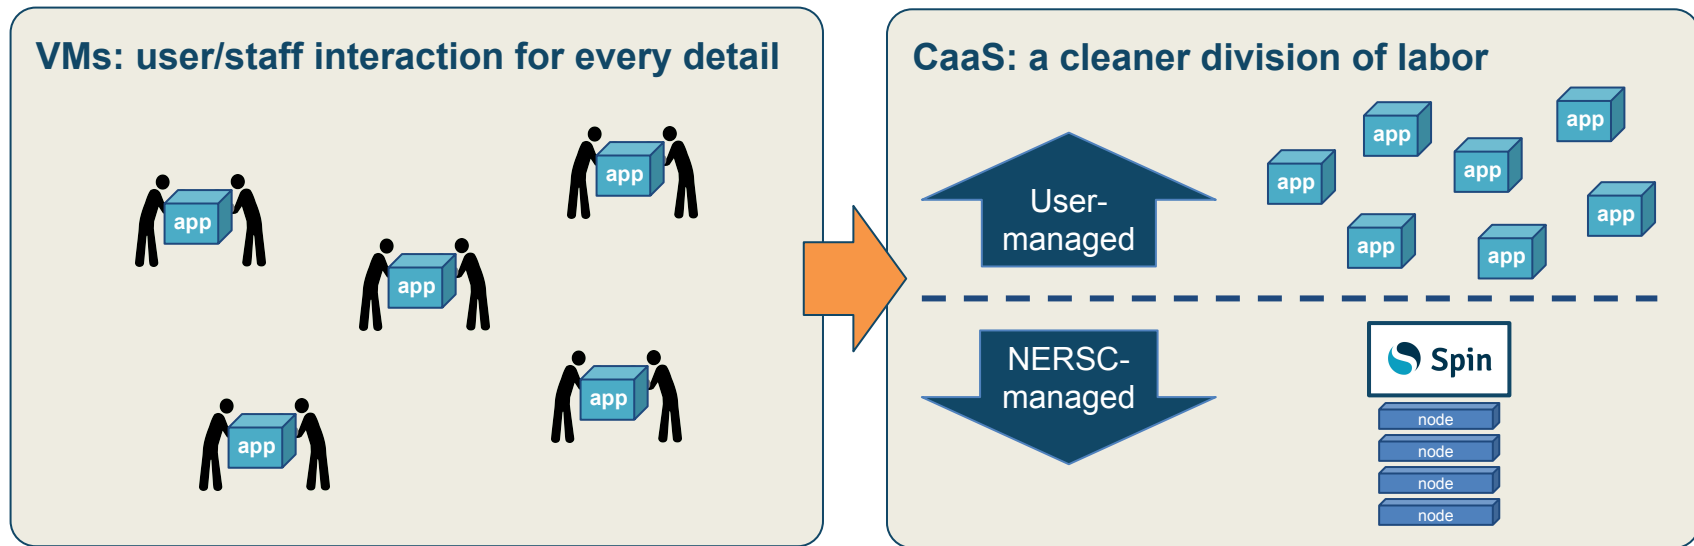 VMs: user/staff interaction for every detail
app
app
app
app
app
CaaS: a cleaner division of labor
User-
managed
app
app
app
app
app
app
app
NERSC-
managed
Spin
node
node
node
node